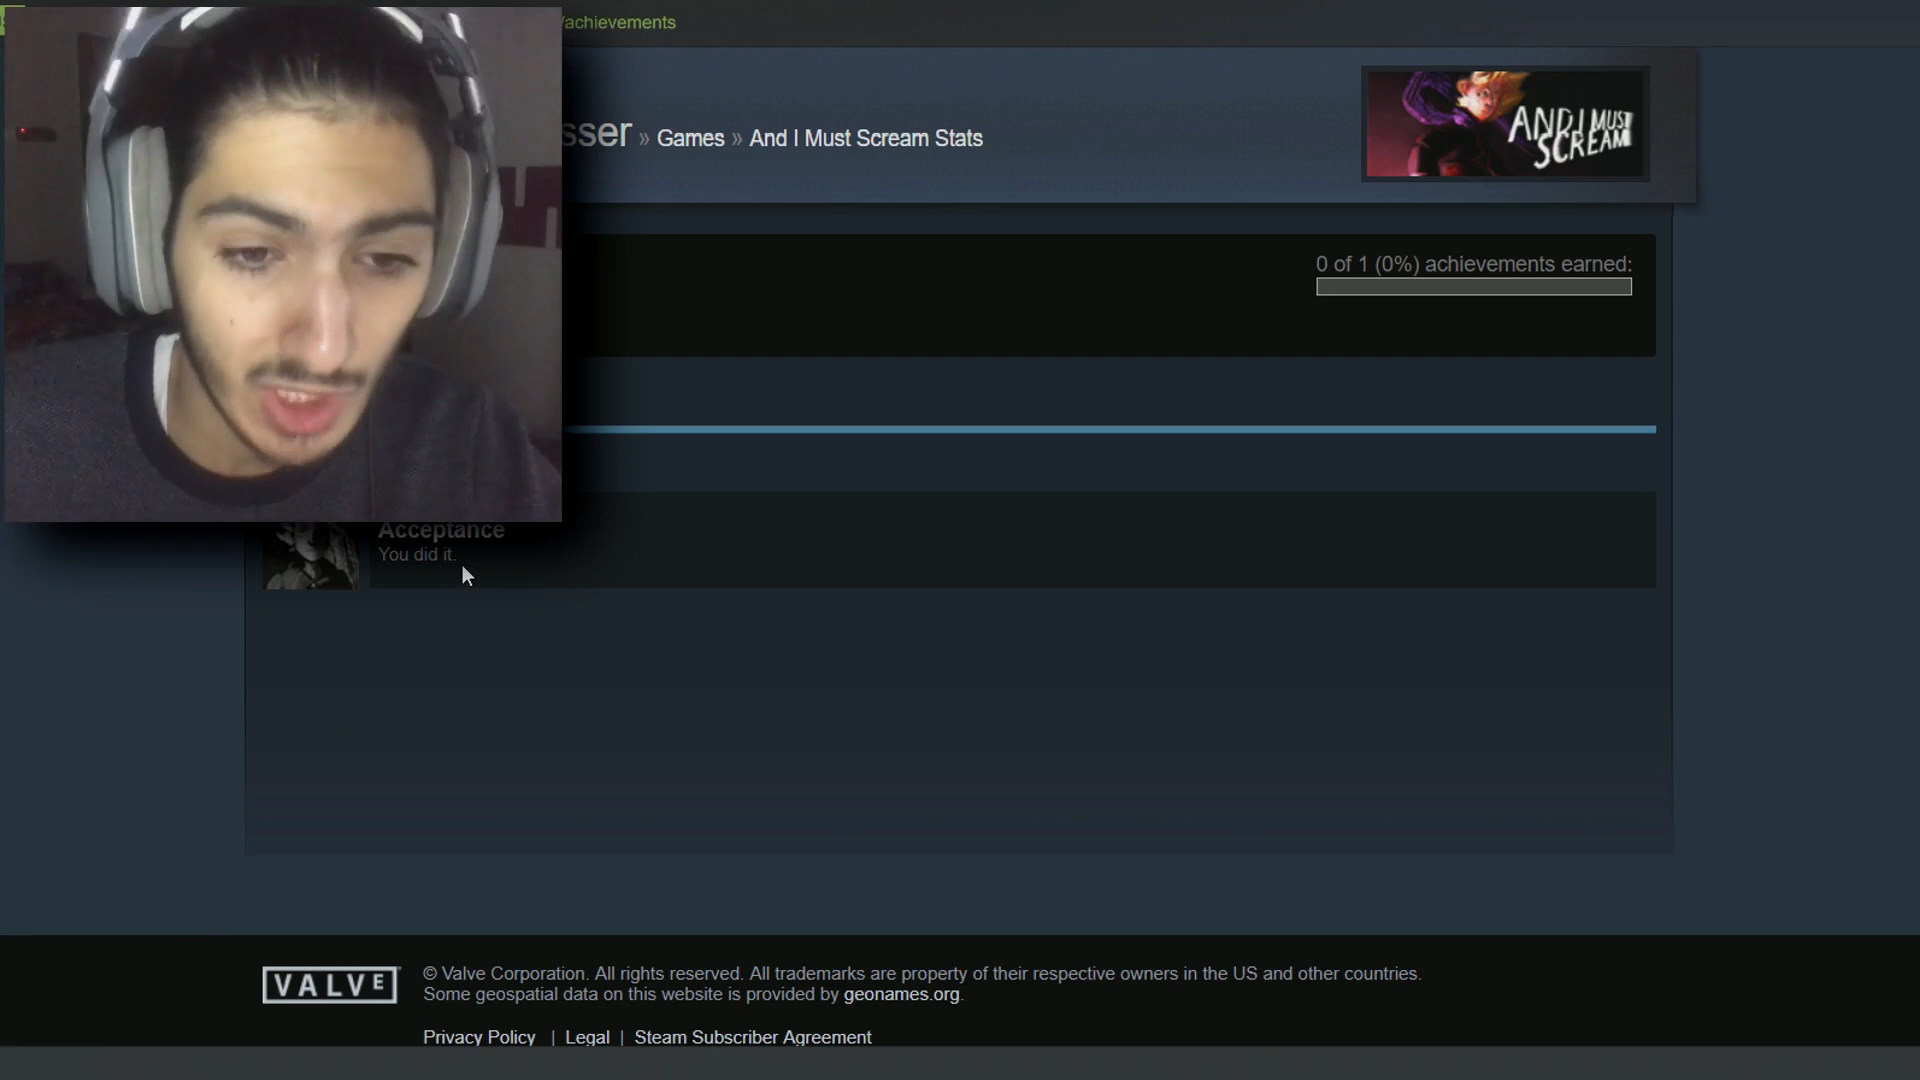 /achievements
sser » Games » And I Must Scream Stats
AND I MUST
SCREAM
0 of 1 (0%) achievements earned:
Acceptance
You did it.
VALVE
© Valve Corporation. All rights reserved. All trademarks are property of their respective owners in the US and other countries.
Some geospatial data on this website is provided by geonames.org.
Privacy Policy | Legal | Steam Subscriber Agreement